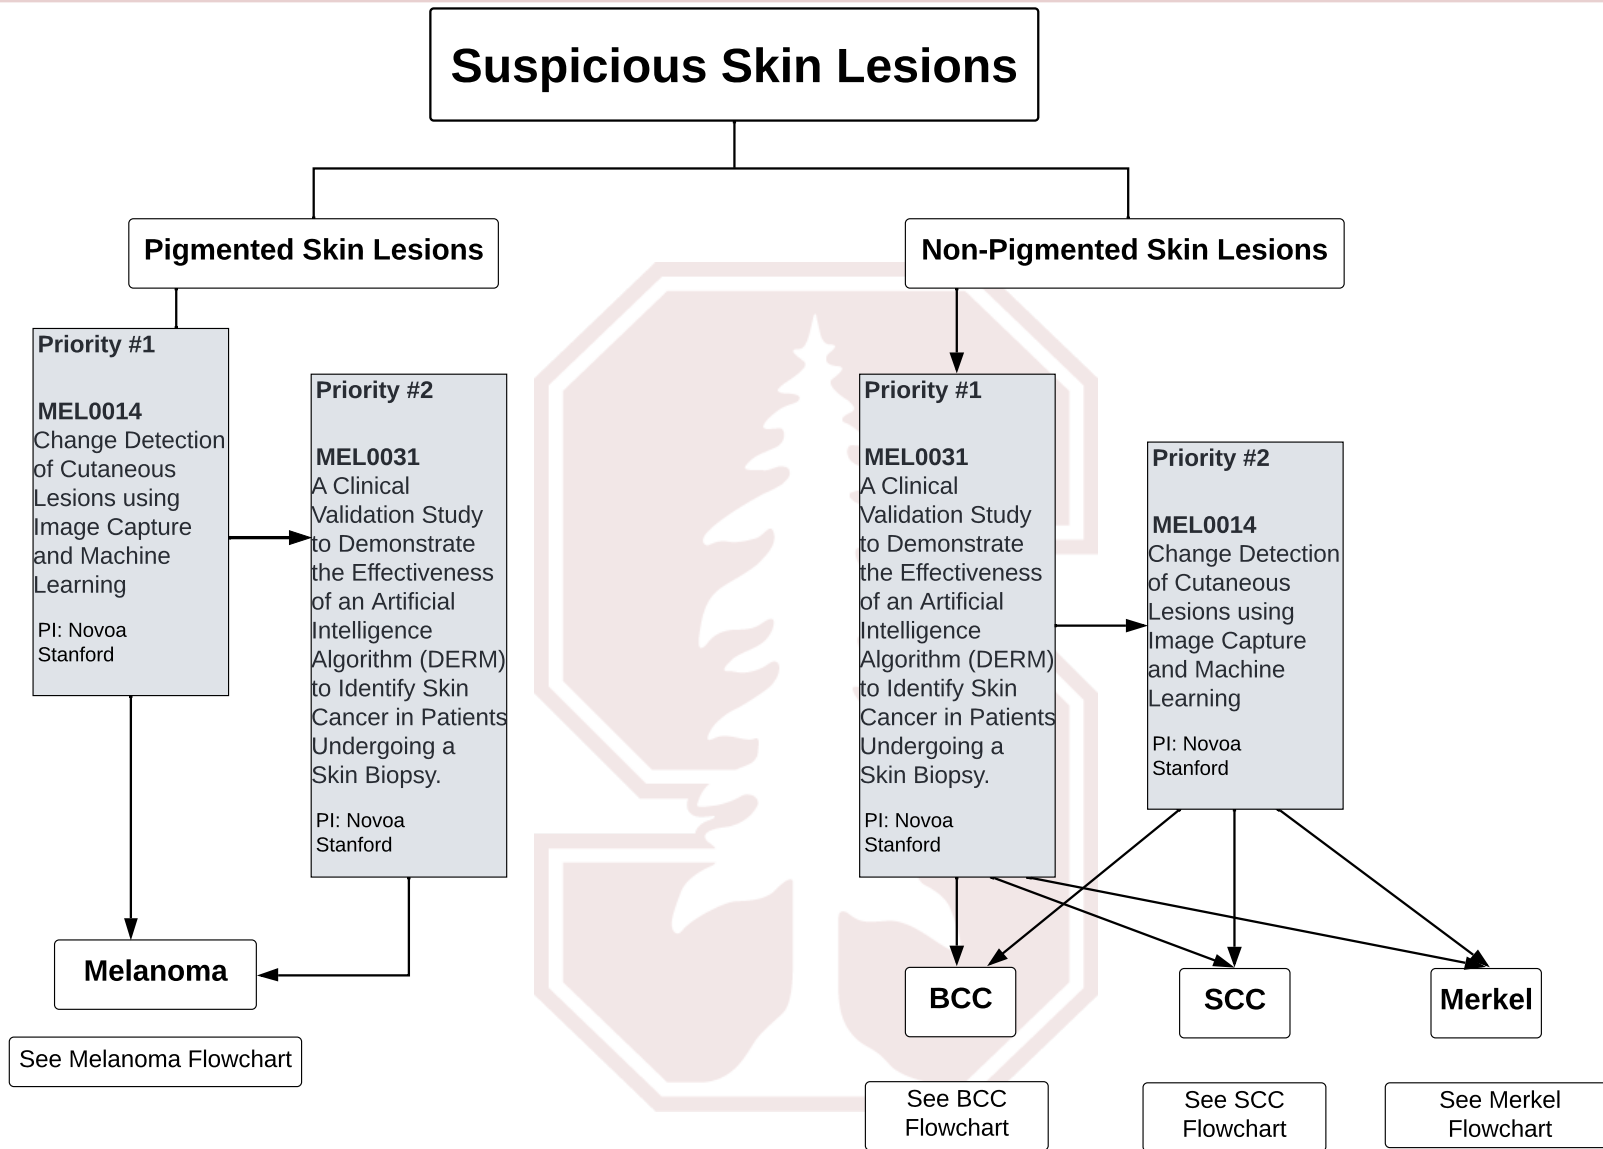 Suspicious Skin Lesions
Pigmented Skin Lesions
Non-Pigmented Skin Lesions
Priority #1
MEL0014
Change Detection
of Cutaneous
Lesions using
Image Capture
and Machine
Learning
PI: Novoa
Stanford
Priority #2
MEL0031
A Clinical
Validation Study
to Demonstrate
the Effectiveness
of an Artificial
Intelligence
Algorithm (DERM)
to Identify Skin
Cancer in Patients
Undergoing a
Skin Biopsy.
PI: Novoa
Stanford
Priority #1
MEL0031
A Clinical
Validation Study
to Demonstrate
the Effectiveness
of an Artificial
Intelligence
Algorithm (DERM)
to Identify Skin
Cancer in Patients
Undergoing a
Skin Biopsy.
PI: Novoa
Stanford
Priority #2
MEL0014
Change Detection
of Cutaneous
Lesions using
Image Capture
and Machine
Learning
PI: Novoa
Stanford
Melanoma
See Melanoma Flowchart
BCC
SCC
Merkel
See BCC
Flowchart
See SCC
Flowchart
See Merkel
Flowchart